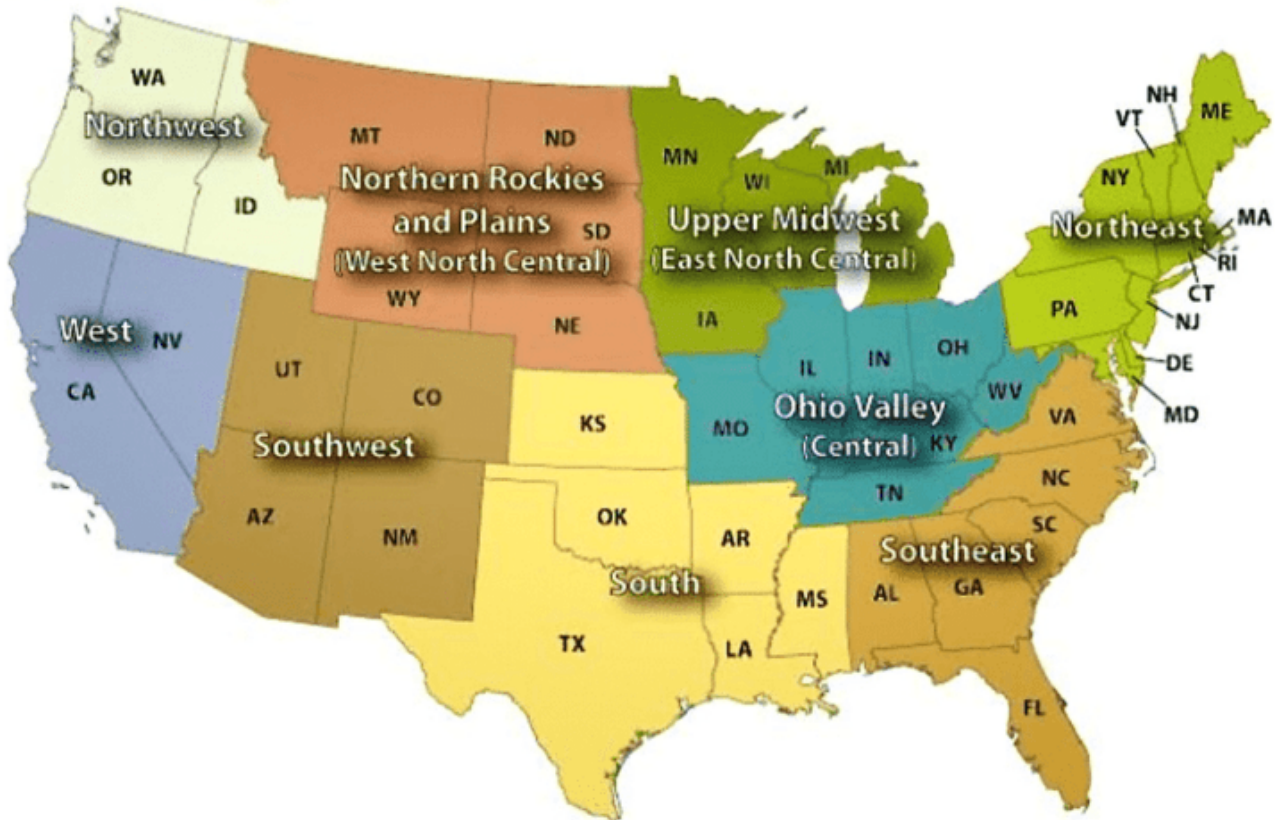 WA
Northwest
OR
ID
MT
ND
Northern Rockies
and Plains
(West North Central)
SD
WY
NE
MN
WI
MI
Upper Midwest
(East North Central)
IA
NH
VT
ME
NY
MA
Northeast
RI
CT
PA
NJ
DE
MD
West
NV
CA
UT
CO
Southwest
AZ
NM
IL
IN
OH
WV
Ohio Valley
(Central)
MO
KY
TN
KS
OK
AR
South
TX
LA
MS
VA
NC
SC
Southeast
AL
GA
FL